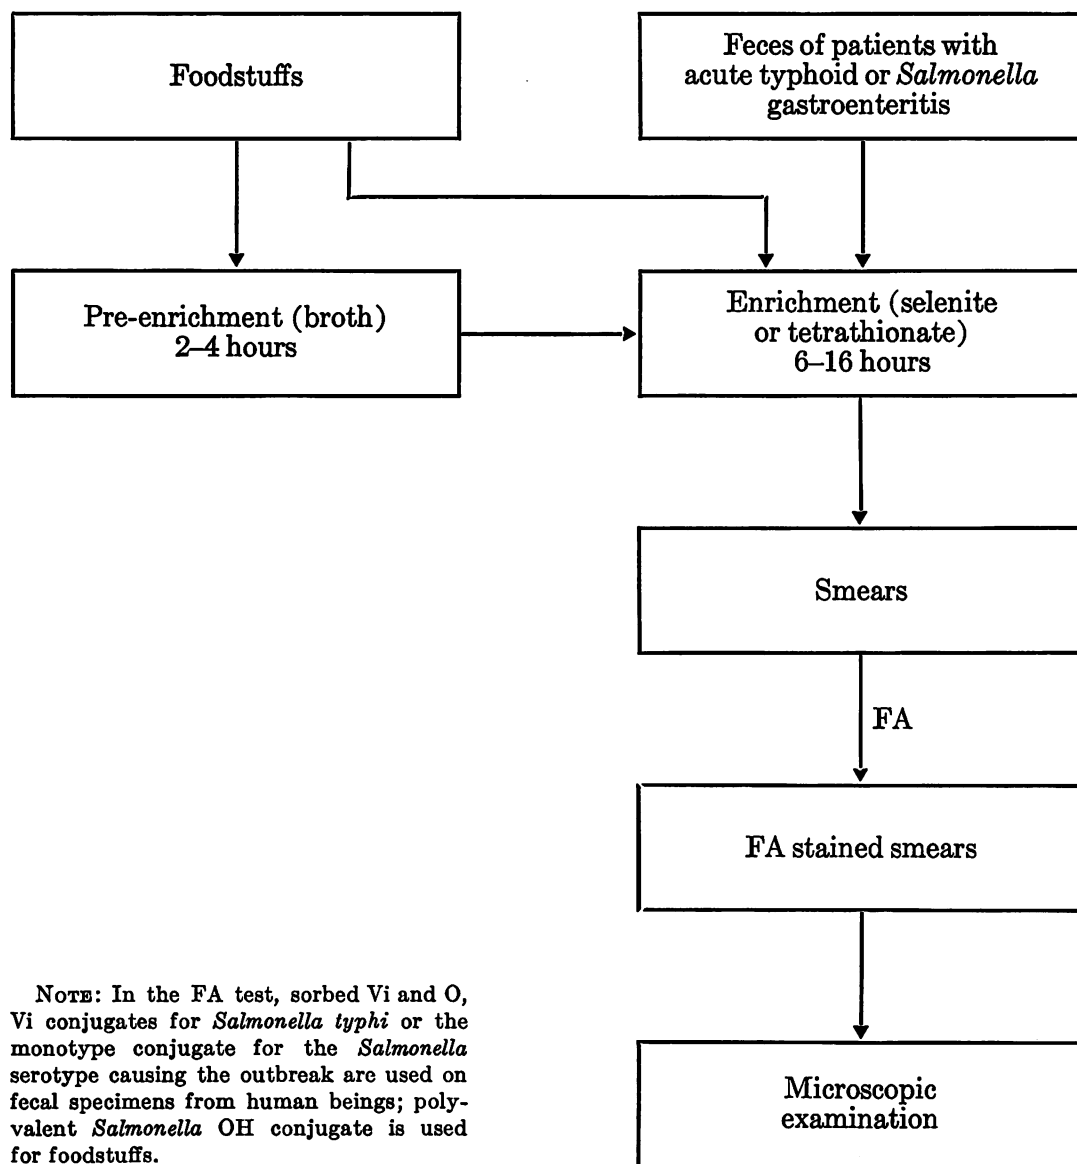 Foodstuffs
Feces of patients with
acute typhoid or Salmonella
gastroenteritis
Pre-enrichment (broth)
2–4 hours
Enrichment (selenite
or tetrathionate)
6–16 hours
Smears
FA
FA stained smears
Microscopic
examination
NOTE: In the FA test, sorbed Vi and O,
Vi conjugates for Salmonella typhi or the
monotype conjugate for the Salmonella
serotype causing the outbreak are used on
fecal specimens from human beings; poly-
valent Salmonella OH conjugate is used
for foodstuffs.